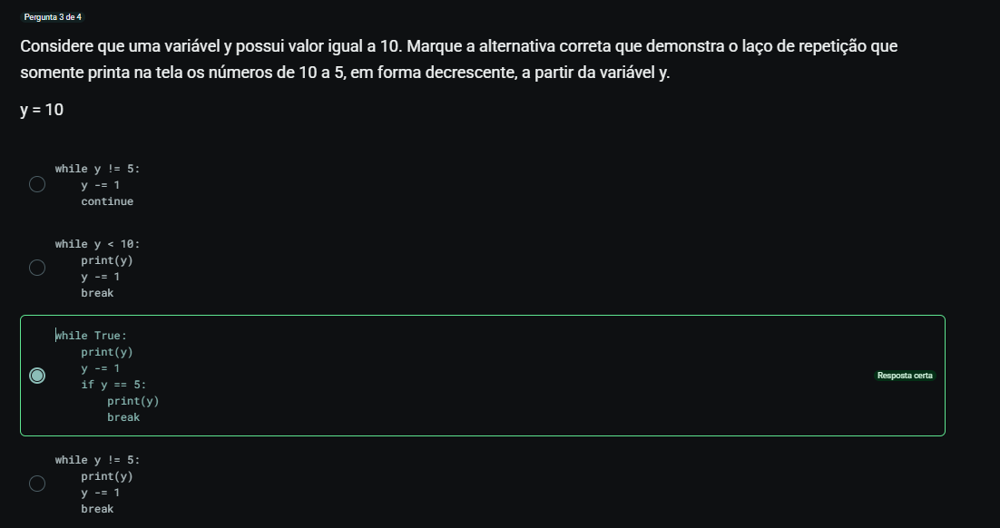 Pergunta 3 de 4
Considere que uma variável y possui valor igual a 10. Marque a alternativa correta que demonstra o laço de repetição que
somente printa na tela os números de 10 a 5, em forma decrescente, a partir da variável y.
y = 10
while y != 5:
    y -= 1
    continue
while y < 10:
    print(y)
    y -= 1
    break
while True:
    print(y)
    y -= 1
    if y == 5:
        print(y)
        break
Resposta certa
while y != 5:
    print(y)
    y -= 1
    break